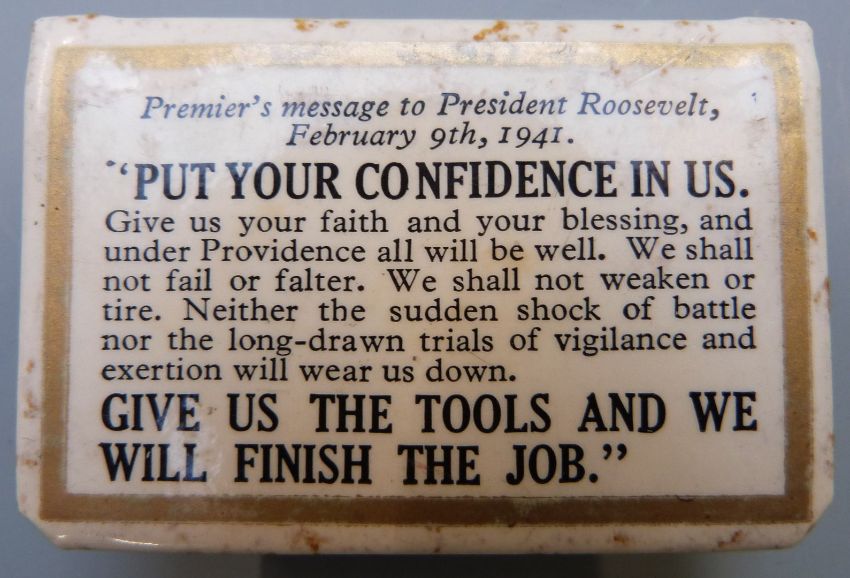 Premier's message to President Roosevelt,
February 9th, 1941.
"PUT YOUR CONFIDENCE IN US.
Give us your faith and your blessing, and
under Providence all will be well. We shall
not fail or falter. We shall not weaken or
tire. Neither the sudden shock of battle
nor the long-drawn trials of vigilance and
exertion will wear us down.
GIVE US THE TOOLS AND WE
WILL FINISH THE JOB."